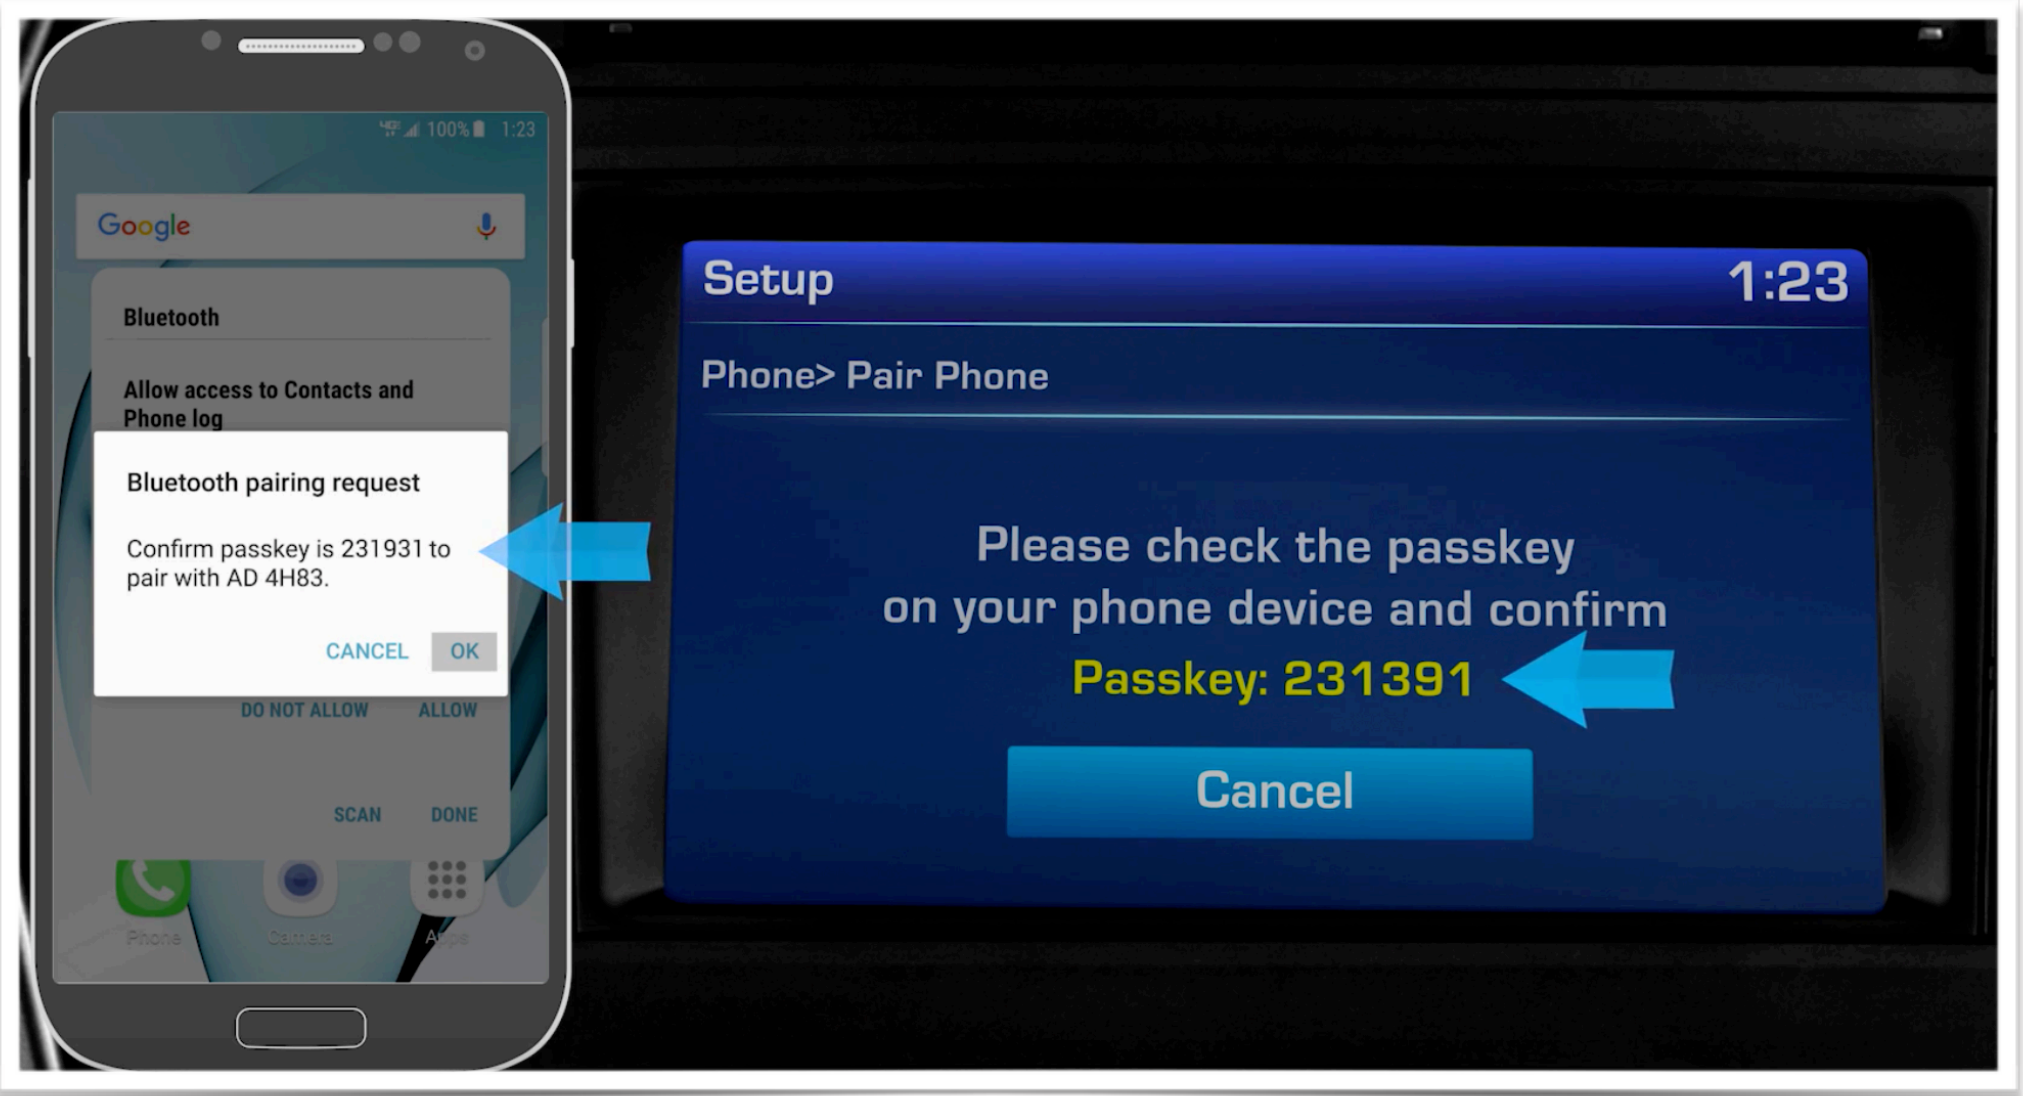 4G 100% 1:23
Google
Bluetooth
Allow access to Contacts and
Phone log
Bluetooth pairing request
Confirm passkey is 231931 to
pair with AD 4H83.
CANCEL OK
DO NOT ALLOW ALLOW
SCAN DONE
Phone Camera Apps
Setup 1:23
Phone> Pair Phone
Please check the passkey
on your phone device and confirm
Passkey: 231391
Cancel